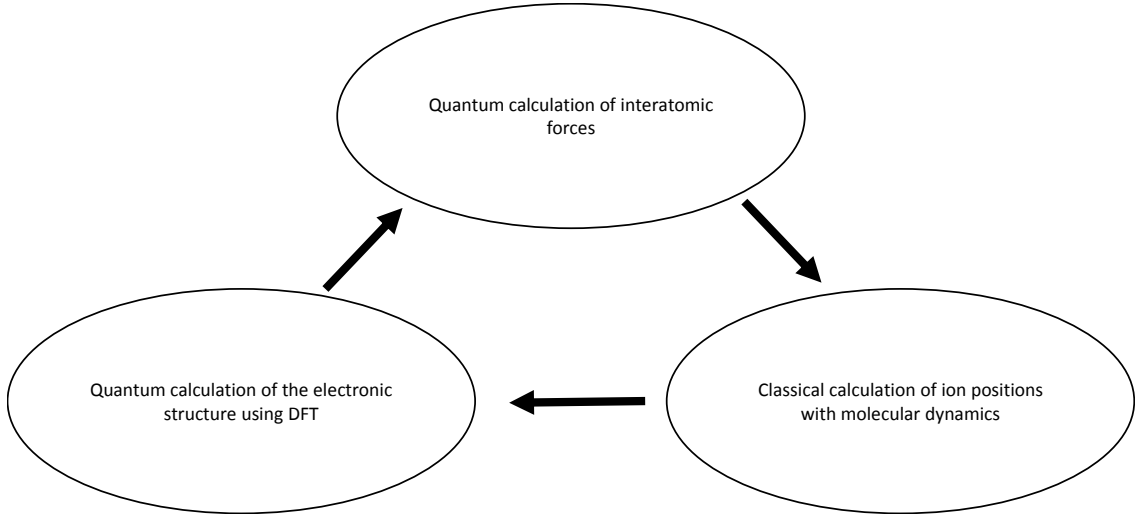 Quantum calculation of interatomic
forces
Quantum calculation of the electronic
structure using DFT
Classical calculation of ion positions
with molecular dynamics